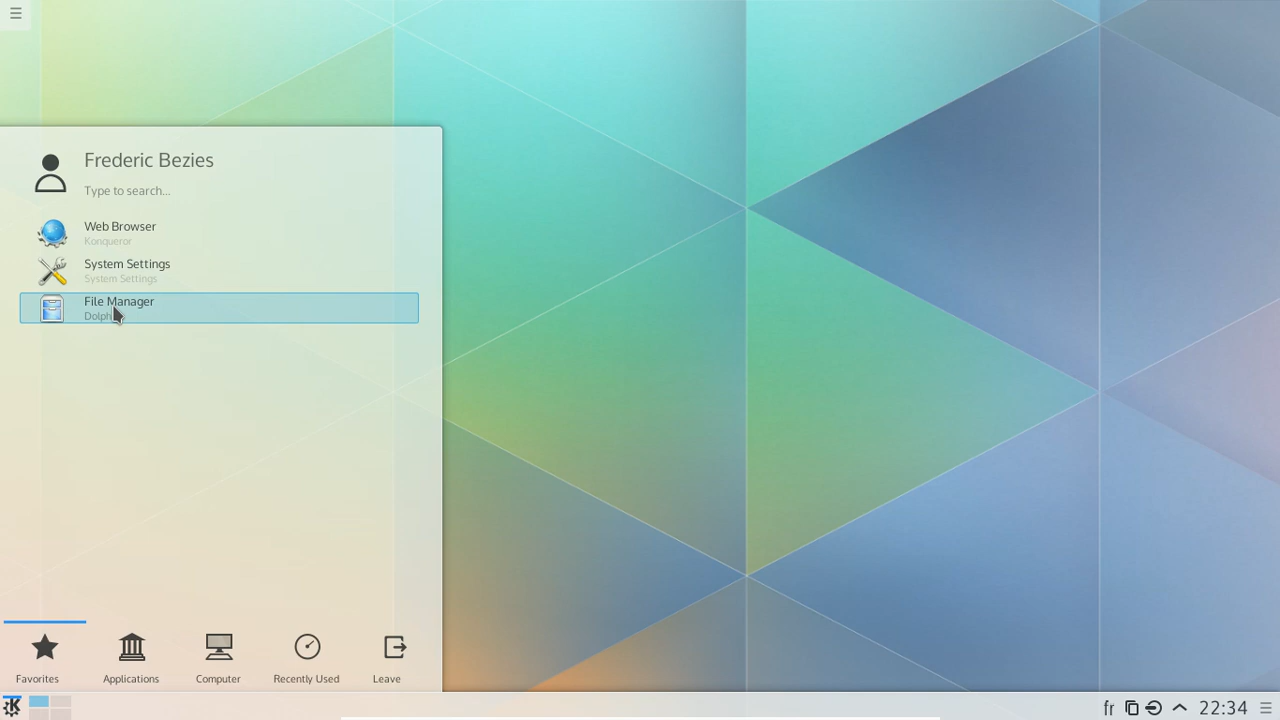 Frederic Bezies
Type to search...
Web Browser
Konqueror
System Settings
System Settings
File Manager
Dolph
Favorites
Applications
Computer
Recently Used
Leave
fr
22:34